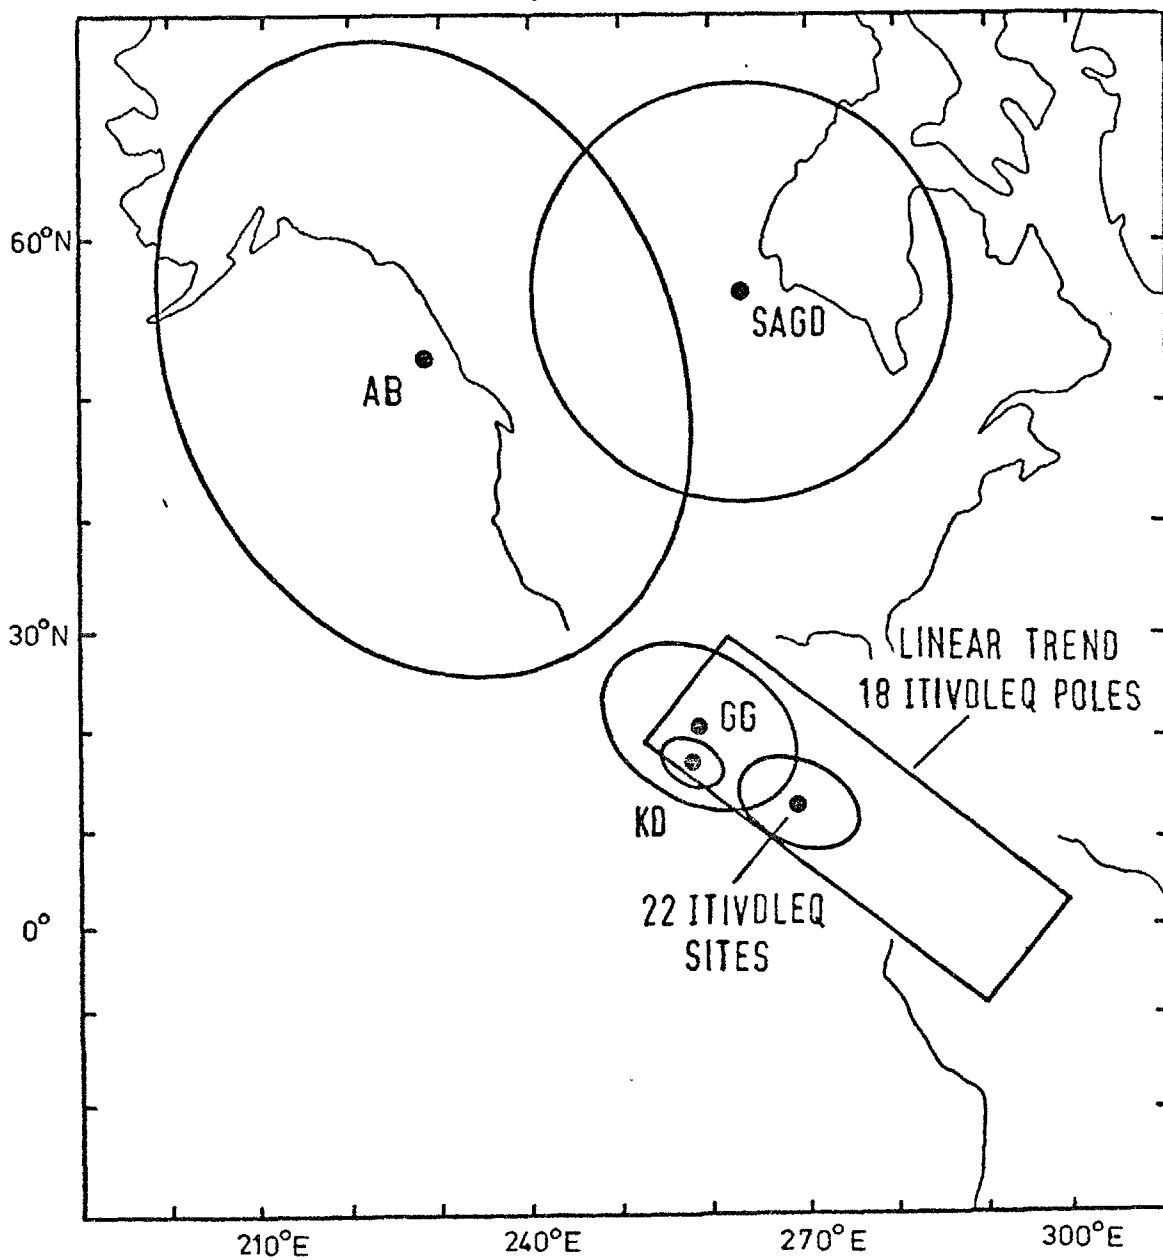 60°N
SAGD
AB
30°N
LINEAR TREND
18 ITIVDLEQ POLES
GG
KD
22 ITIVDLEQ
SITES
0°
210°E
240°E
270°E
300°E